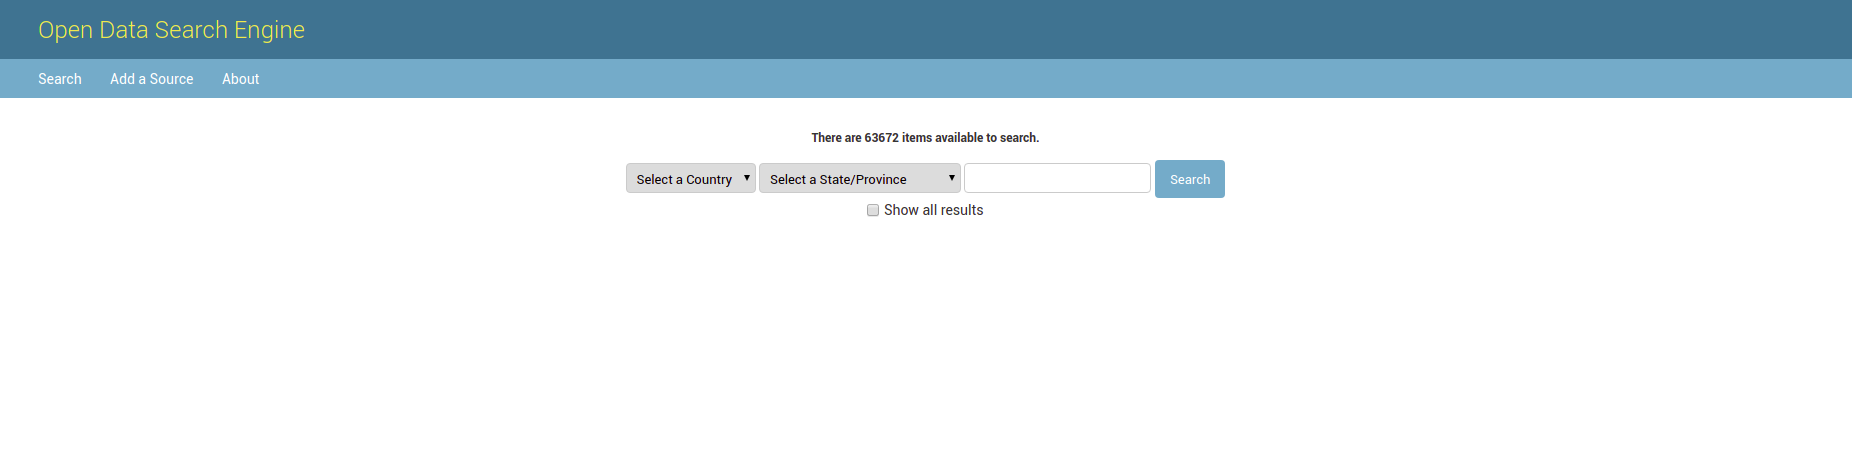 Open Data Search Engine
Search Add a Source About
There are 63672 items available to search.
Select a Country Select a State/Province Search
Show all results